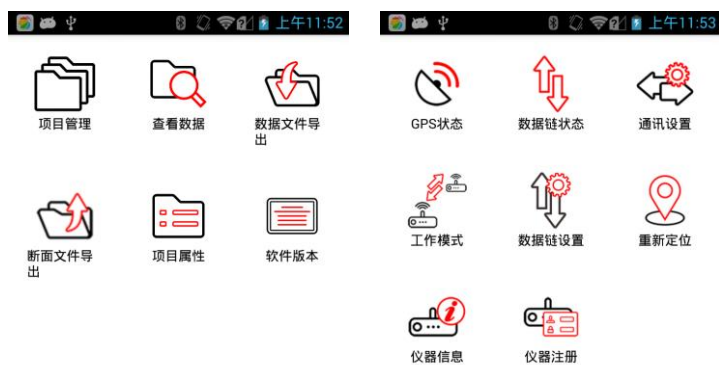 上午11:52
项目管理
查看数据
数据文件导
出
断面文件导
出
项目属性
软件版本
上午11:53
GPS状态
数据链状态
通讯设置
工作模式
数据链设置
重新定位
仪器信息
仪器注册